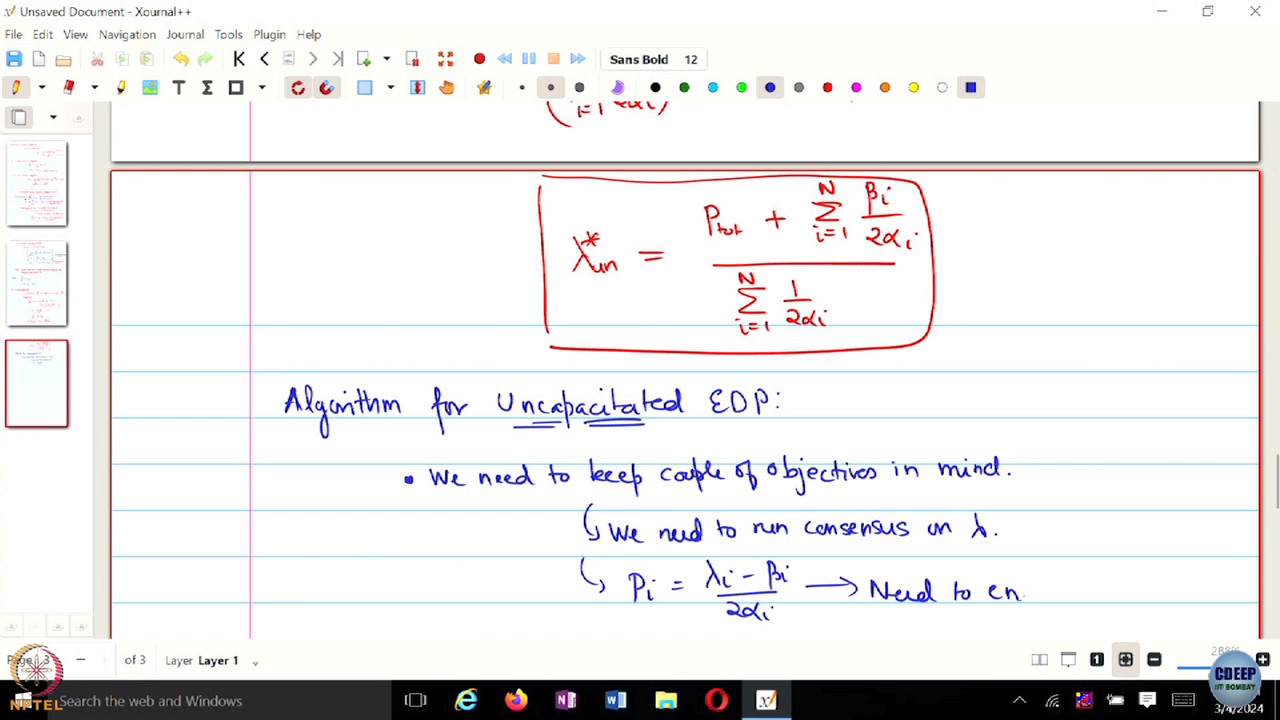 Unsaved Document - Xournal++
File Edit View Navigation Journal Tools Plugin Help
Sans Bold 12
i=1 2αi
λ*un = (Ptot + Σ_{i=1}^{N} βi/2αi) / (Σ_{i=1}^{N} 1/2αi)
Algorithm for Uncapacitated EDP:
• We need to keep couple of objectives in mind.
↳ We need to run consensus on λ.
↳ Pi = (λi - βi)/2αi → Need to en
of 3 Layer Layer 1
288%
Search the web and Windows
NPTEL
CDEEP
IIT BOMBAY
3/4/2024